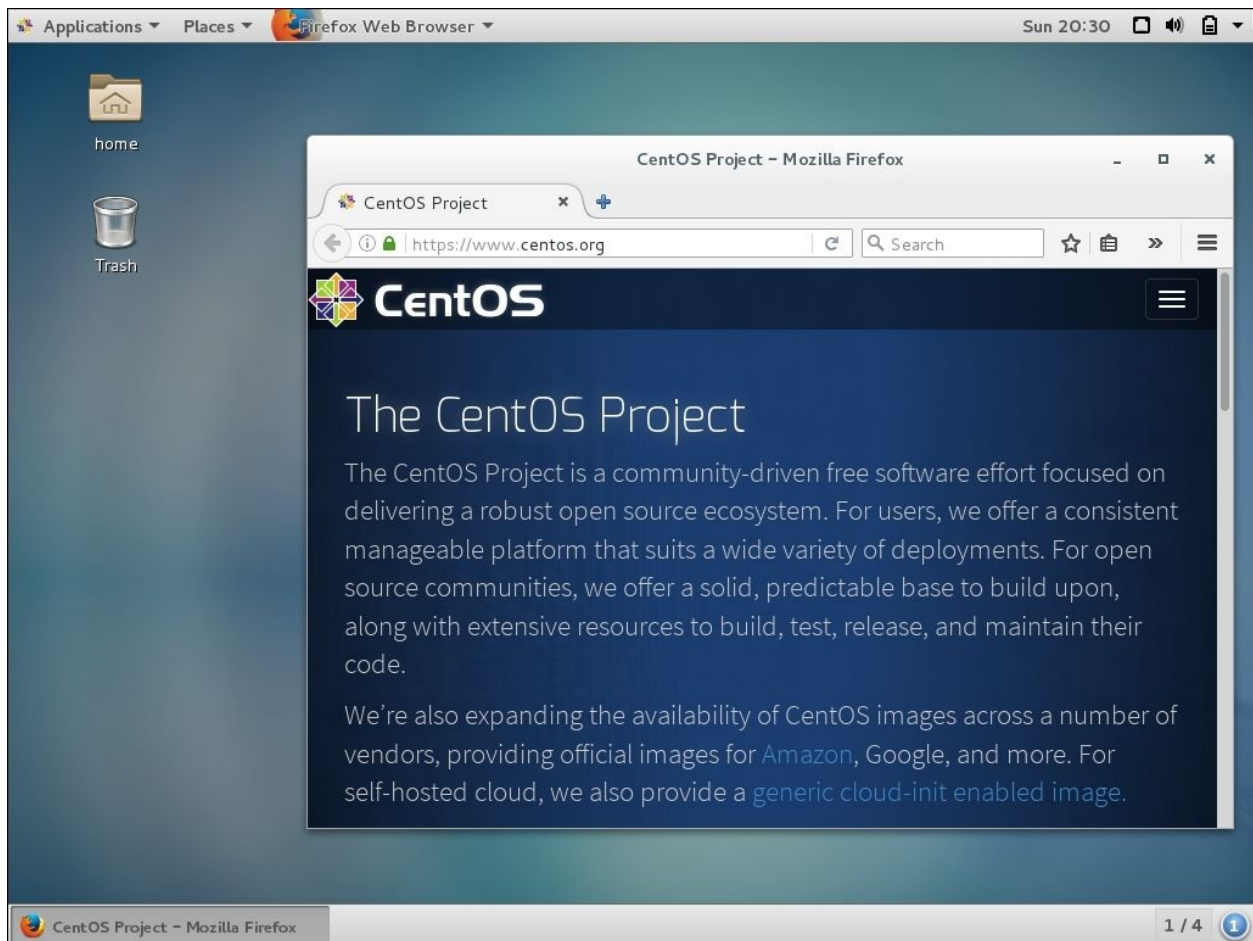 Applications Places Firefox Web Browser Sun 20:30
home
Trash
CentOS Project - Mozilla Firefox
CentOS Project
https://www.centos.org Search
CentOS
The CentOS Project
The CentOS Project is a community-driven free software effort focused on
delivering a robust open source ecosystem. For users, we offer a consistent
manageable platform that suits a wide variety of deployments. For open
source communities, we offer a solid, predictable base to build upon,
along with extensive resources to build, test, release, and maintain their
code.
We’re also expanding the availability of CentOS images across a number of
vendors, providing official images for Amazon, Google, and more. For
self-hosted cloud, we also provide a generic cloud-init enabled image.
CentOS Project - Mozilla Firefox 1 / 4 1